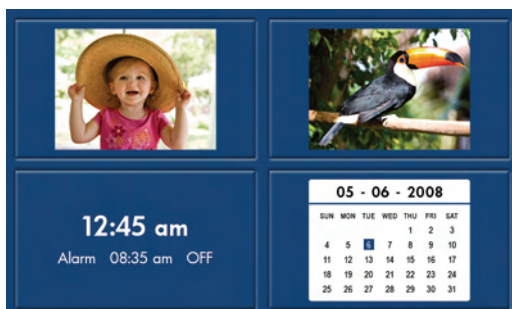 12:45 am
Alarm 08:35 am OFF
05 - 06 - 2008
SUN MON TUE WED THU FRI SAT
1 2 3
4 5 6 7 8 9 10
11 12 13 14 15 16 17
18 19 20 21 22 23 24
25 26 27 28 29 30 31